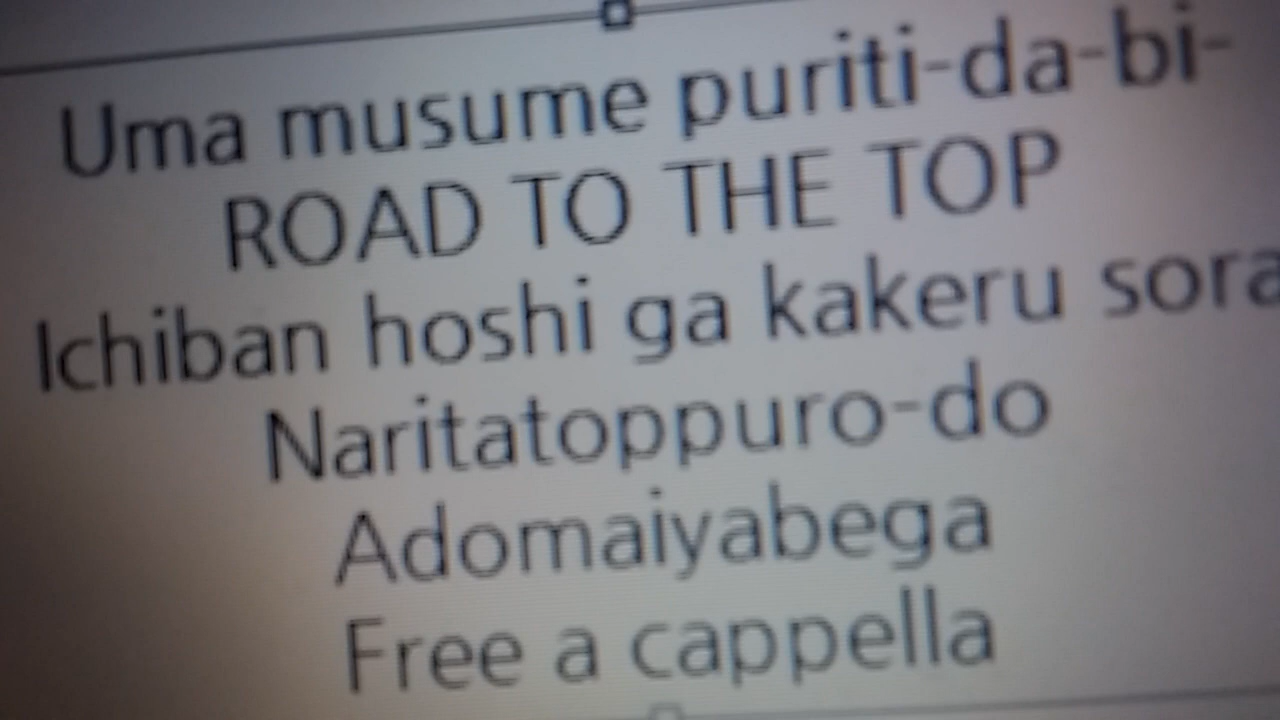 Uma musume puriti-da-bi-
ROAD TO THE TOP
Ichiban hoshi ga kakeru sora
Naritatoppuro-do
Adomaiyabega
Free a cappella